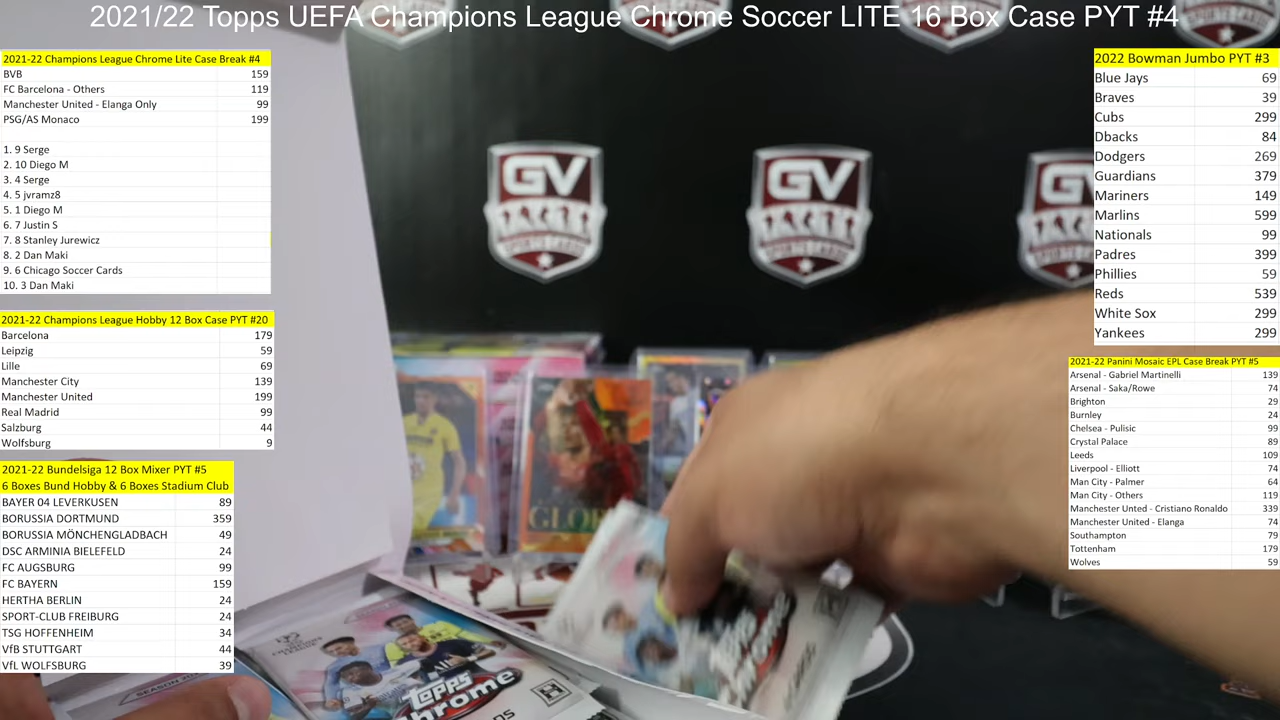 2021/22 Topps UEFA Champions League Chrome Soccer LITE 16 Box Case PYT #4
2021-22 Champions League Chrome Lite Case Break #4
BVB 159
FC Barcelona - Others 119
Manchester United - Elanga Only 99
PSG/AS Monaco 199
1. 9 Serge
2. 10 Diego M
3. 4 Serge
4. 5 jvramz8
5. 1 Diego M
6. 7 Justin S
7. 8 Stanley Jurewicz
8. 2 Dan Maki
9. 6 Chicago Soccer Cards
10. 3 Dan Maki
2021-22 Champions League Hobby 12 Box Case PYT #20
Barcelona 179
Leipzig 59
Lille 69
Manchester City 139
Manchester United 199
Real Madrid 99
Salzburg 44
Wolfsburg 9
2021-22 Bundelsiga 12 Box Mixer PYT #5
6 Boxes Bund Hobby & 6 Boxes Stadium Club
BAYER 04 LEVERKUSEN 89
BORUSSIA DORTMUND 359
BORUSSIA MÖNCHENGLADBACH 49
DSC ARMINIA BIELEFELD 24
FC AUGSBURG 99
FC BAYERN 159
HERTHA BERLIN 24
SPORT-CLUB FREIBURG 24
TSG HOFFENHEIM 34
VfB STUTTGART 44
VfL WOLFSBURG 39
2022 Bowman Jumbo PYT #3
Blue Jays 69
Braves 39
Cubs 299
Dbacks 84
Dodgers 269
Guardians 379
Mariners 149
Marlins 599
Nationals 99
Padres 399
Phillies 59
Reds 539
White Sox 299
Yankees 299
2021-22 Panini Mosaic EPL Case Break PYT #5
Arsenal - Gabriel Martinelli 139
Arsenal - Saka/Rowe 74
Brighton 29
Burnley 24
Chelsea - Pulisic 99
Crystal Palace 89
Leeds 109
Liverpool - Elliott 74
Man City - Palmer 64
Man City - Others 119
Manchester Unted - Cristiano Ronaldo 339
Manchester United - Elanga 74
Southampton 79
Tottenham 179
Wolves 59
GV
SPORTS CARDS
GV
SPORTS CARDS
GV
topps
chrome